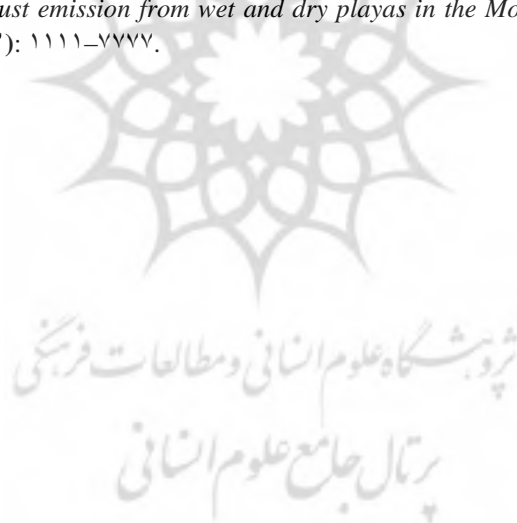 ust emission from wet and dry playas in the Mo
): ۱۱۱۱–۷۷۷۷.
پژوهشگاه علوم انسانی و مطالعات فرهنگی
پرتال جامع علوم انسانی